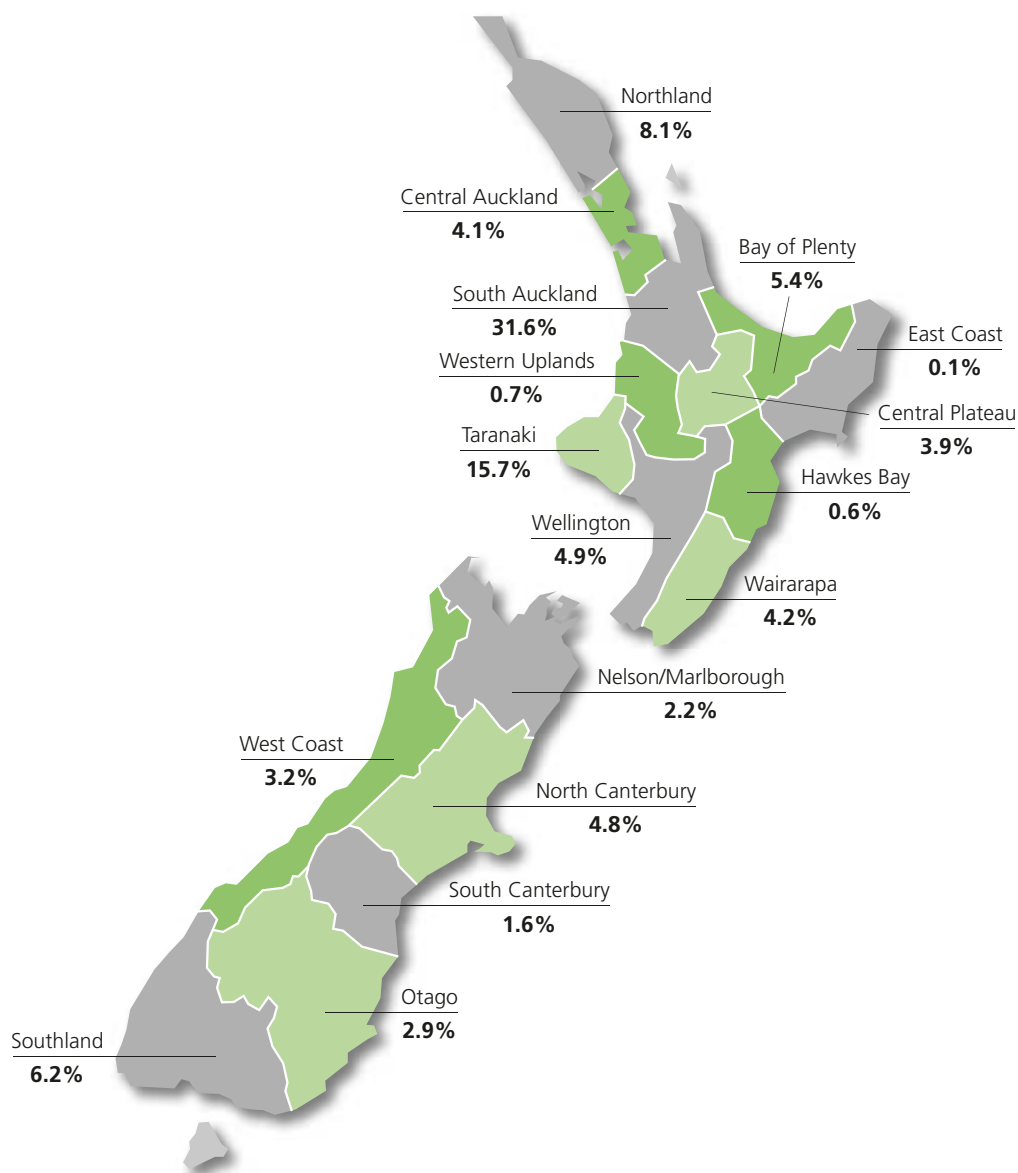 Northland
8.1%
Central Auckland
4.1%
Bay of Plenty
5.4%
South Auckland
31.6%
East Coast
0.1%
Western Uplands
0.7%
Central Plateau
3.9%
Taranaki
15.7%
Hawkes Bay
0.6%
Wellington
4.9%
Wairarapa
4.2%
Nelson/Marlborough
2.2%
West Coast
3.2%
North Canterbury
4.8%
South Canterbury
1.6%
Otago
2.9%
Southland
6.2%